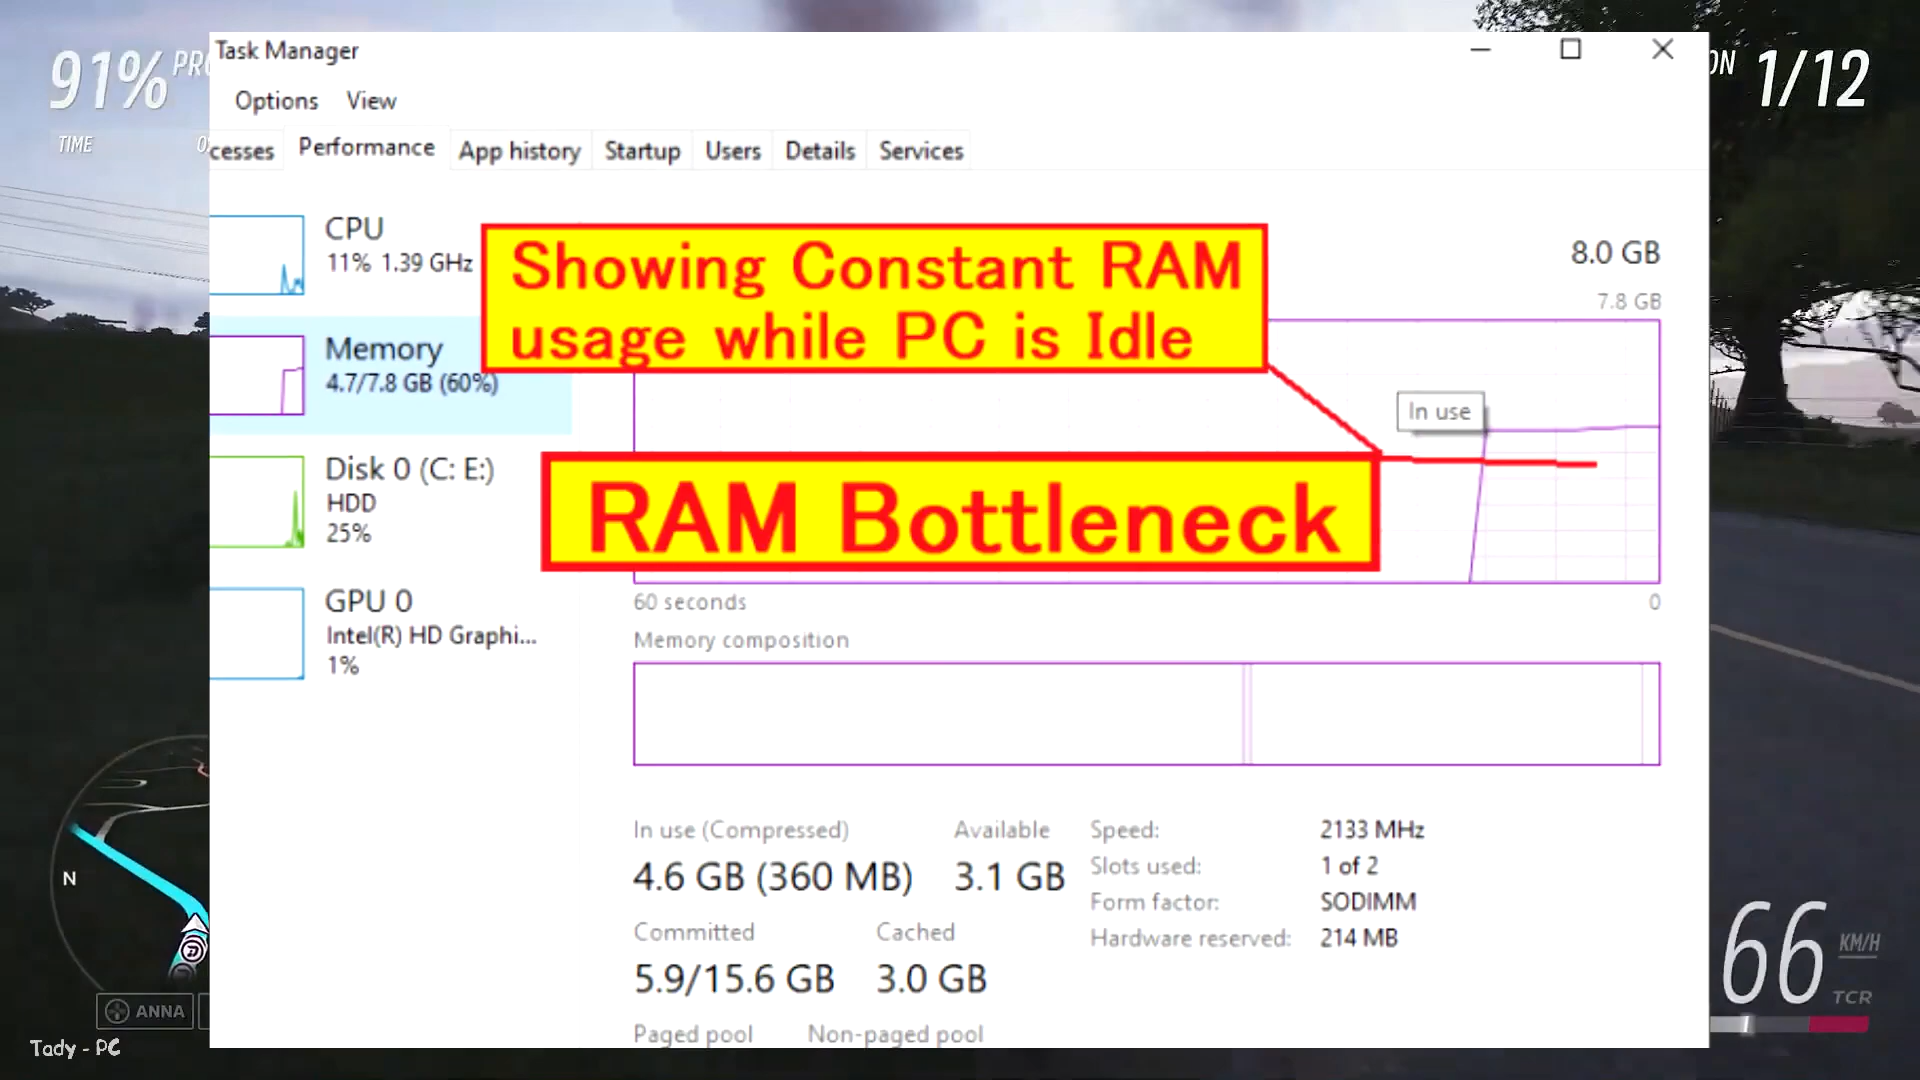 Task Manager
91% PRO
ON 1/12
Options View
TIME 0
cesses Performance App history Startup Users Details Services
CPU
11% 1.39 GHz
Showing Constant RAM
usage while PC is Idle
8.0 GB
7.8 GB
Memory
4.7/7.8 GB (60%)
In use
Disk 0 (C: E:)
HDD
25%
RAM Bottleneck
60 seconds 0
GPU 0
Intel(R) HD Graphi...
1%
Memory composition
In use (Compressed) Available
4.6 GB (360 MB) 3.1 GB
Speed: 2133 MHz
Slots used: 1 of 2
Form factor: SODIMM
Hardware reserved: 214 MB
Committed Cached
5.9/15.6 GB 3.0 GB
Paged pool Non-paged pool
N
D
ANNA
66 KM/H
TCR
Tady - PC